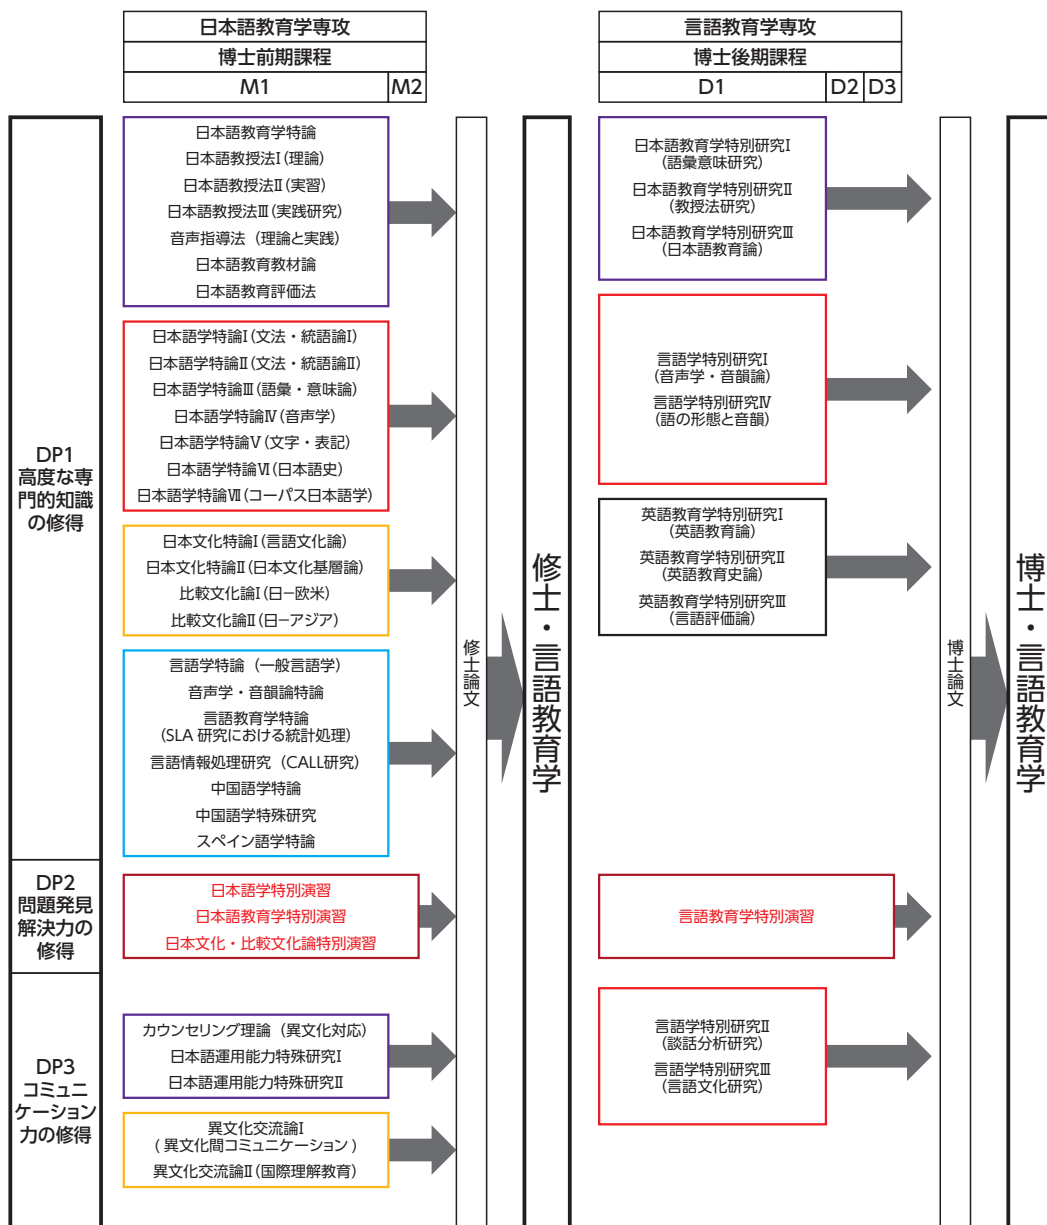 日本語教育学専攻
博士前期課程
M1
M2
言語教育学専攻
博士後期課程
D1
D2
D3
DP1
高度な専
門的知識
の修得
日本語教育学特論
日本語教授法Ⅰ(理論)
日本語教授法Ⅱ(実習)
日本語教授法Ⅲ(実践研究)
音声指導法（理論と実践）
日本語教育教材論
日本語教育評価法
日本語学特論Ⅰ(文法・統語論Ⅰ)
日本語学特論Ⅱ(文法・統語論Ⅱ)
日本語学特論Ⅲ(語彙・意味論)
日本語学特論Ⅳ(音声学)
日本語学特論Ⅴ(文字・表記)
日本語学特論Ⅵ(日本語史)
日本語学特論Ⅶ(コーパス日本語学)
日本文化特論Ⅰ(言語文化論)
日本文化特論Ⅱ(日本文化基層論)
比較文化論Ⅰ(日−欧米)
比較文化論Ⅱ(日−アジア)
言語学特論（一般言語学）
音声学・音韻論特論
言語教育学特論
(SLA 研究における統計処理)
言語情報処理研究（CALL研究）
中国語学特論
中国語学特殊研究
スペイン語学特論
DP2
問題発見
解決力の
修得
日本語学特別演習
日本語教育学特別演習
日本文化・比較文化論特別演習
DP3
コミュニ
ケーション
力の修得
カウンセリング理論（異文化対応）
日本語運用能力特殊研究Ⅰ
日本語運用能力特殊研究Ⅱ
異文化交流論Ⅰ
( 異文化間コミュニケーション )
異文化交流論Ⅱ(国際理解教育)
修士論文
修士・言語教育学
日本語教育学特別研究Ⅰ
(語彙意味研究)
日本語教育学特別研究Ⅱ
(教授法研究)
日本語教育学特別研究Ⅲ
(日本語教育論)
言語学特別研究Ⅰ
(音声学・音韻論)
言語学特別研究Ⅳ
(語の形態と音韻)
英語教育学特別研究Ⅰ
(英語教育論)
英語教育学特別研究Ⅱ
(英語教育史論)
英語教育学特別研究Ⅲ
(言語評価論)
言語教育学特別演習
言語学特別研究Ⅱ
(談話分析研究)
言語学特別研究Ⅲ
(言語文化研究)
博士論文
博士・言語教育学